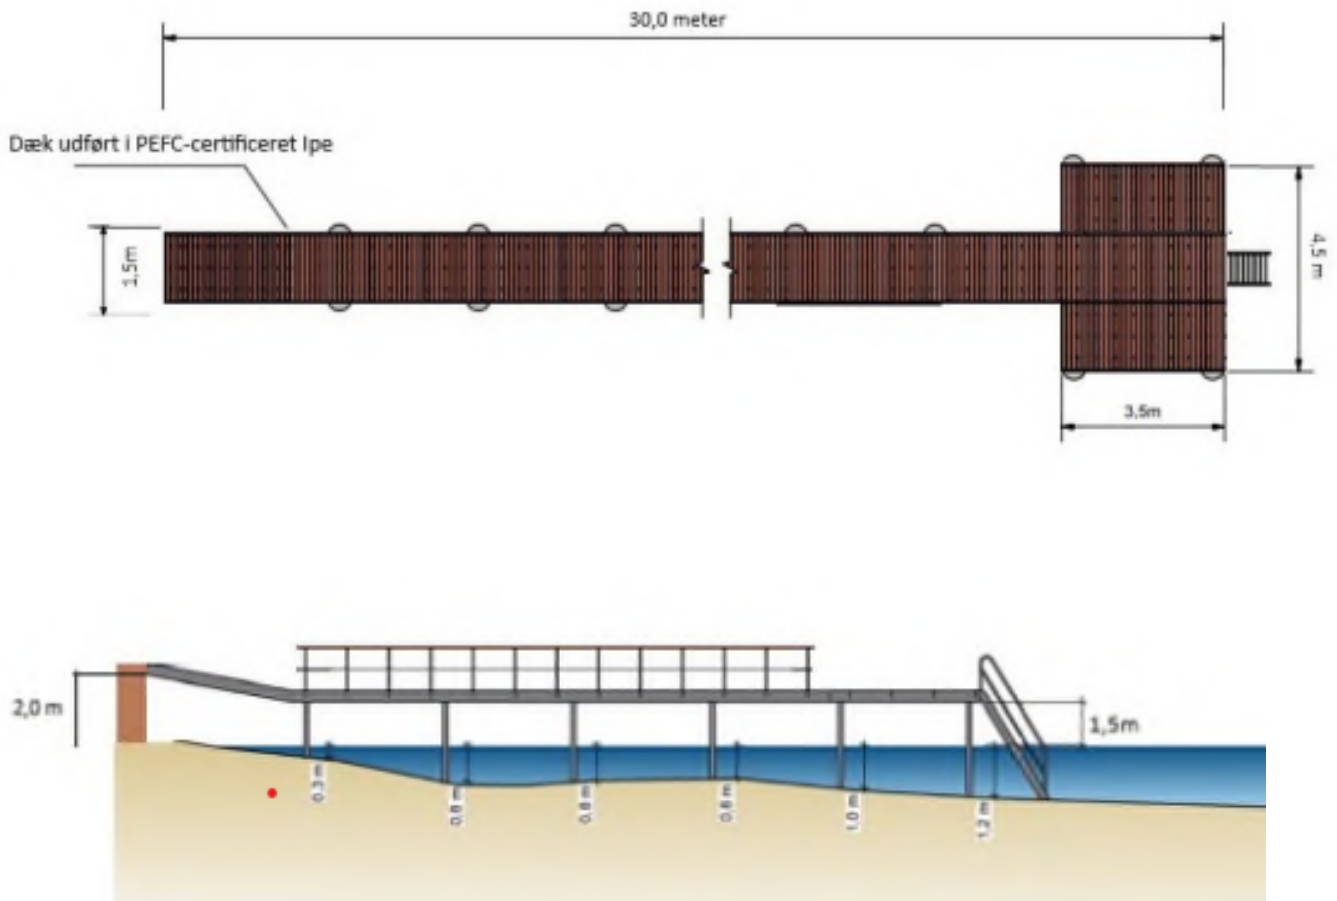 30,0 meter
Dæk udført i PEFC-certificeret Ipe
1,5m
4,5 m
3,5m
2,0 m
1,5m
0.3 m
0.8 m
0.8 m
0.8 m
1.0 m
1.2 m